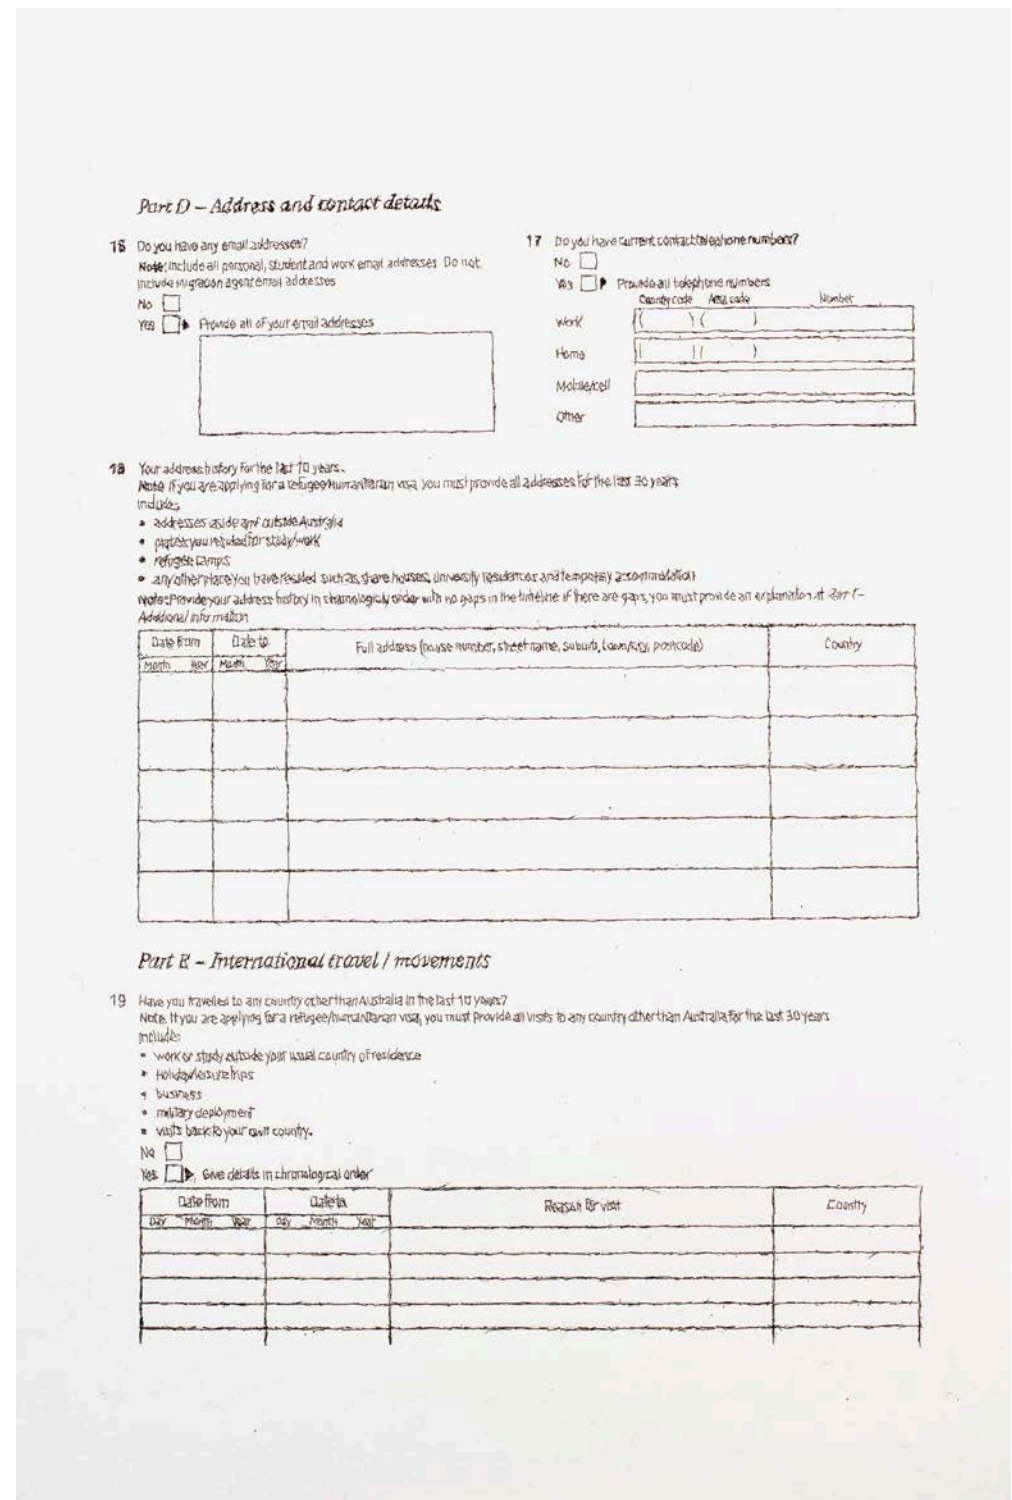 Part D – Address and contact details
16 Do you have any email addresses?
Note: Include all personal, student and work email addresses Do not
include migration agent email addresses
No
Yes Provide all of your email addresses
17 Do you have current contact telephone numbers?
No
Yes Provide all telephone numbers
Country code Area code Number
Work ( ) ( )
Home ( ) ( )
Mobile/cell
Other
18 Your address history for the last 10 years.
Note If you are applying for a refugee/Humanitarian visa, you must provide all addresses for the last 30 years
Include:
• addresses inside and outside Australia
• you for study/work
• refugee camps
• any other place you have resided such as, share houses, university residences and temporary accommodation
Note: Provide your address history in chronological order with no gaps in the timeline if there are gaps, you must provide an explanation at Part
Additional information
Date from Date to Full address (house number, street name, suburb, town/city, postcode) Country
Month Year Month Year
Part E – International travel / movements
19 Have you travelled to any country other than Australia in the last 10 years?
Note. If you are applying for a refugee/humanitarian visa, you must provide all visits to any country other than Australia for the last 30 years
Include:
• work or study outside your usual country of residence
• Holiday/leisure trips
• business
• military deployment
• visits back to your own country.
No
Yes Give details in chronological order
Date from Date to Reason for visit Country
Day Month Year Day Month Year